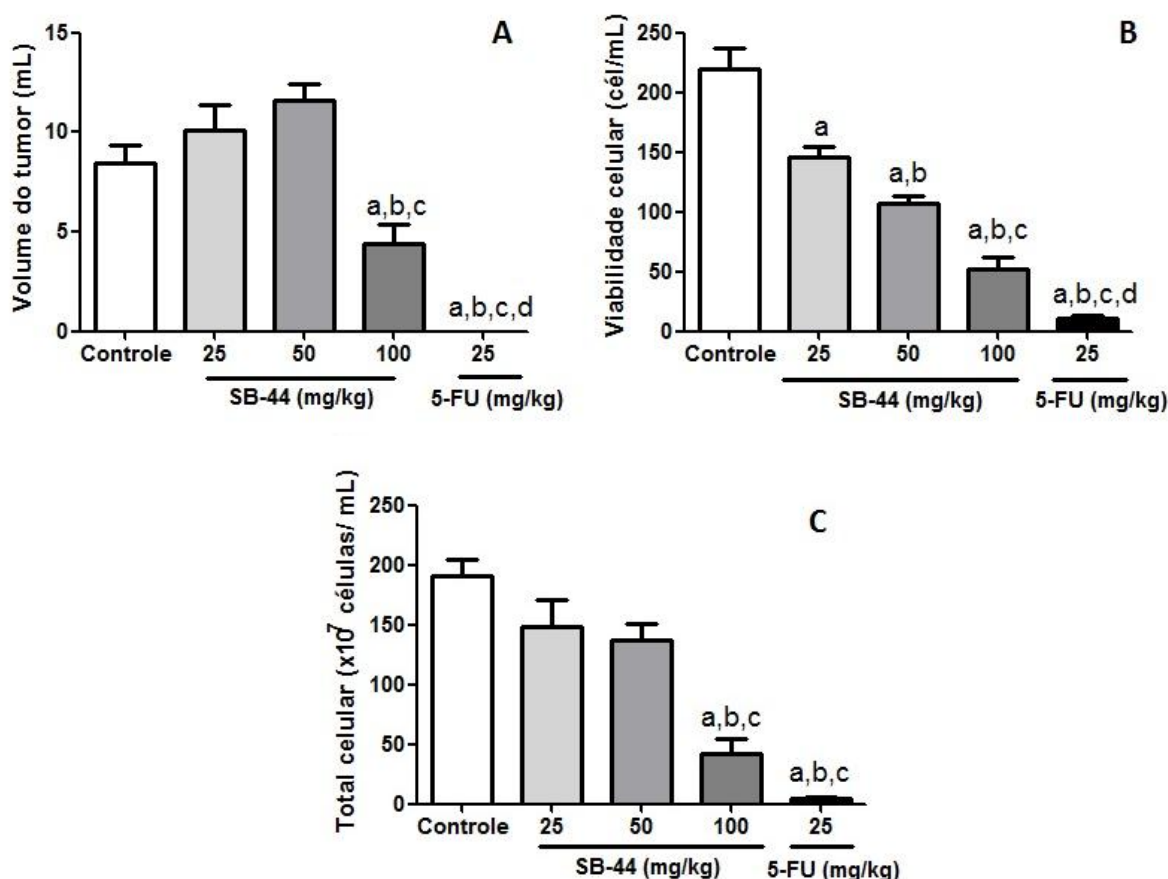 A
Volume do tumor (mL)
15
10
5
0
a,b,c
a,b,c,d
Controle 25 50 100 25
SB-44 (mg/kg) 5-FU (mg/kg)
B
Viabilidade celular (cél/mL)
250
200
150
100
50
0
a
a,b
a,b,c
a,b,c,d
Controle 25 50 100 25
SB-44 (mg/kg) 5-FU (mg/kg)
C
Total celular (x10⁷ células/ mL)
250
200
150
100
50
0
a,b,c
a,b,c
Controle 25 50 100 25
SB-44 (mg/kg) 5-FU (mg/kg)